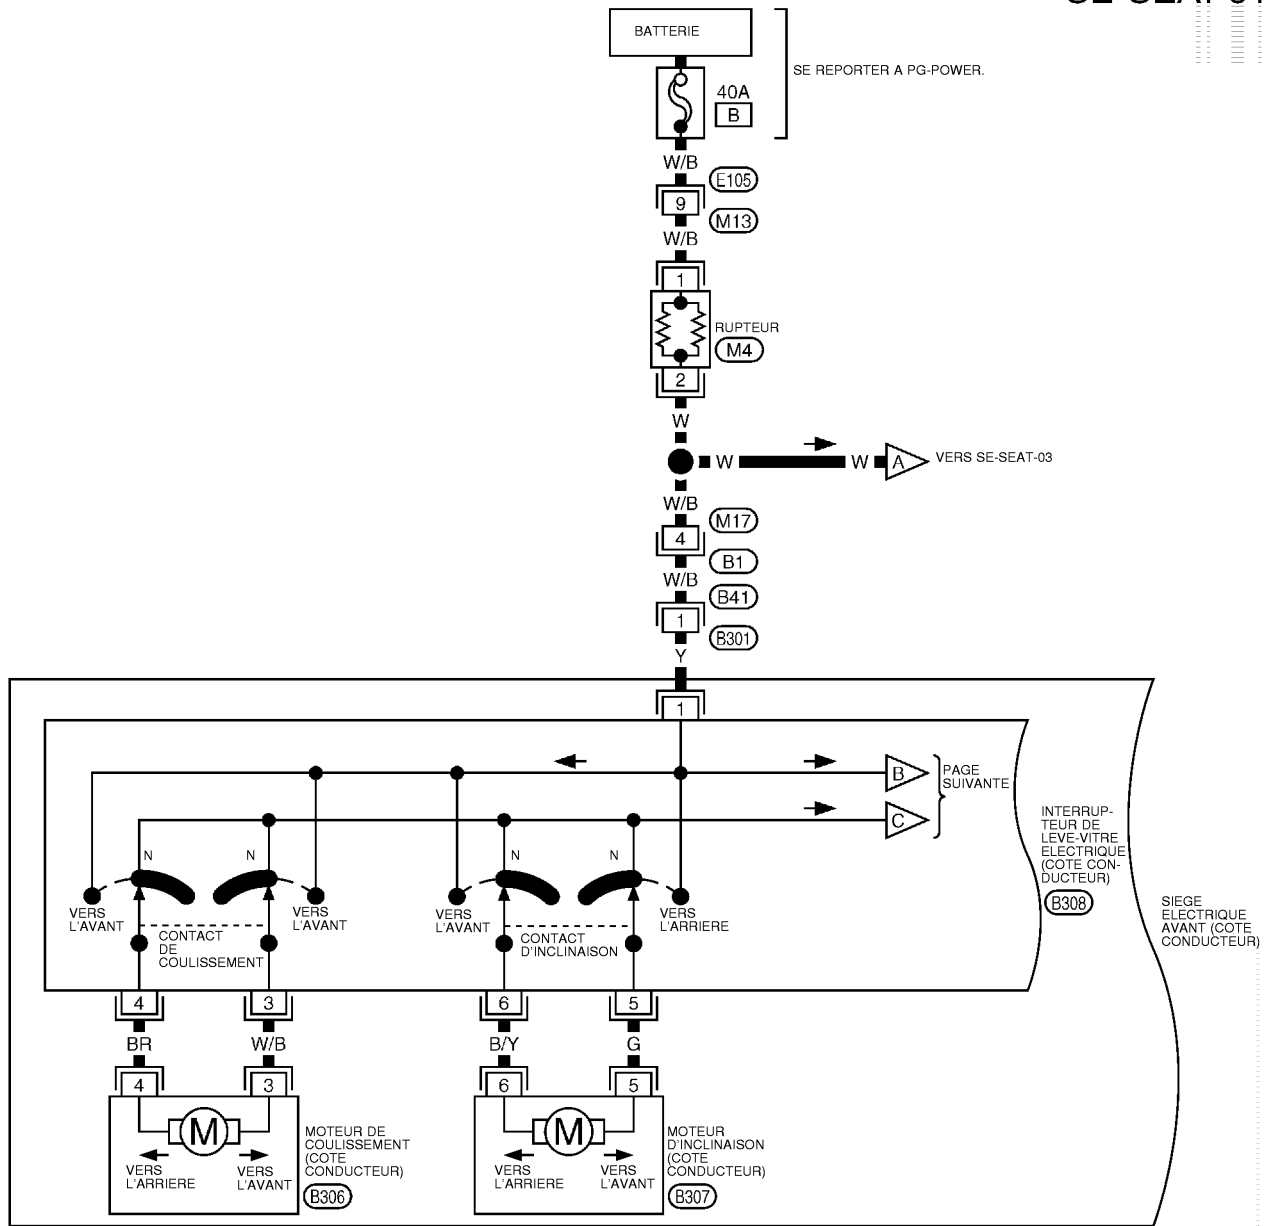 BATTERIE
SE REPORTER A PG-POWER.
40A
B
W/B
E105
9
M13
W/B
1
RUPTEUR
M4
2
W
W
W
A
VERS SE-SEAT-03
W/B
M17
4
B1
W/B
B41
1
B301
Y
1
B
PAGE
SUIVANTE
C
INTERRUP-
TEUR DE
LEVE-VITRE
ELECTRIQUE
(COTE CON-
DUCTEUR)
B308
SIEGE
ELECTRIQUE
AVANT (COTE
CONDUCTEUR)
N
N
N
N
VERS
L'AVANT
VERS
L'AVANT
VERS
L'AVANT
VERS
L'ARRIERE
CONTACT
DE
COULISSEMENT
CONTACT
D'INCLINAISON
4
3
6
5
BR
W/B
B/Y
G
4
3
6
5
M
M
VERS
L'ARRIERE
VERS
L'AVANT
MOTEUR DE
COULISSEMENT
(COTE
CONDUCTEUR)
B306
VERS
L'ARRIERE
VERS
L'AVANT
MOTEUR
D'INCLINAISON
(COTE
CONDUCTEUR)
B307